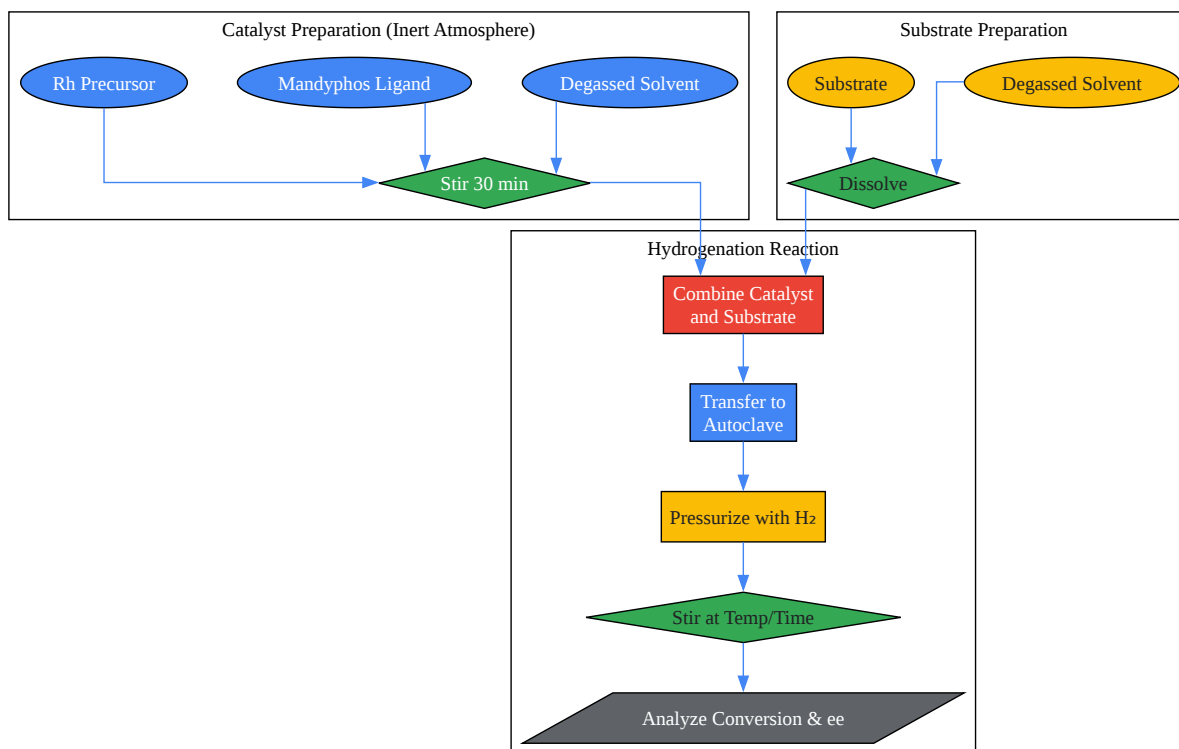 Catalyst Preparation (Inert Atmosphere)
Rh Precursor
Mandyphos Ligand
Degassed Solvent
Stir 30 min
Substrate Preparation
Substrate
Degassed Solvent
Dissolve
Hydrogenation Reaction
Combine Catalyst
and Substrate
Transfer to
Autoclave
Pressurize with H₂
Stir at Temp/Time
Analyze Conversion & ee